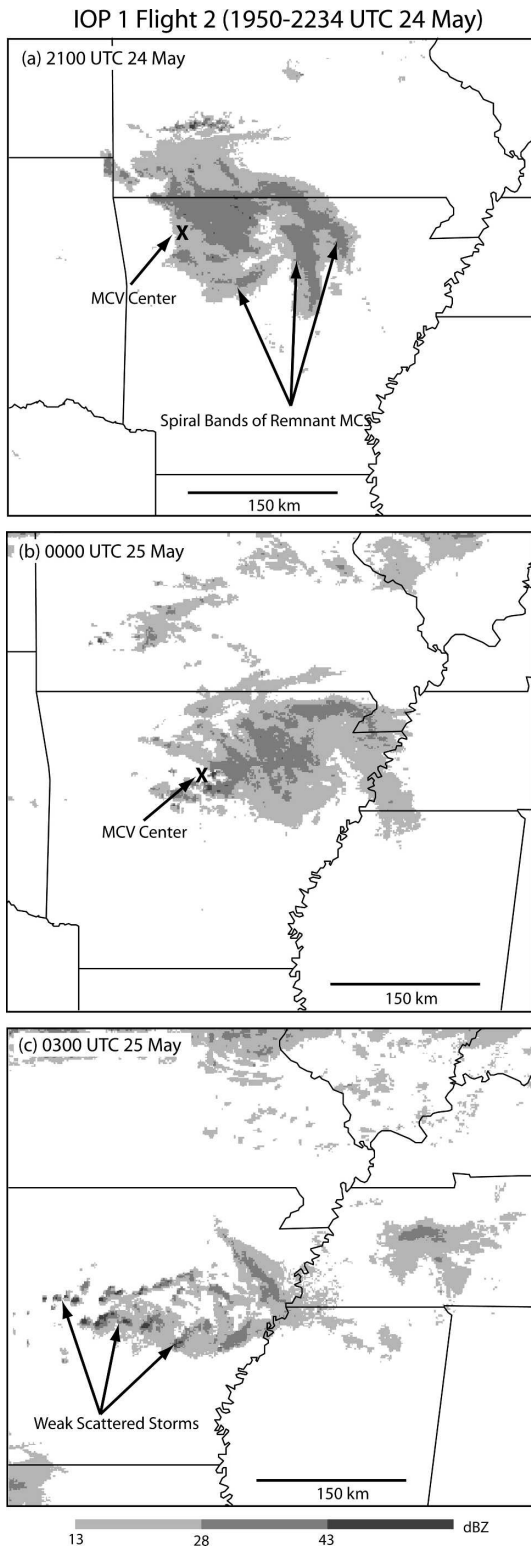 IOP 1 Flight 2 (1950-2234 UTC 24 May)
(a) 2100 UTC 24 May
X
MCV Center
Spiral Bands of Remnant MCS
150 km
(b) 0000 UTC 25 May
X
MCV Center
150 km
(c) 0300 UTC 25 May
Weak Scattered Storms
150 km
dBZ
13 28 43